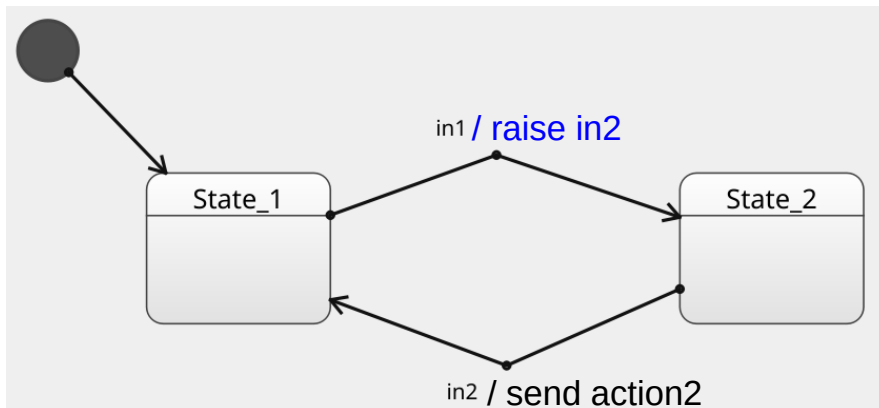 in1 / raise in2
State_1
State_2
in2 / send action2